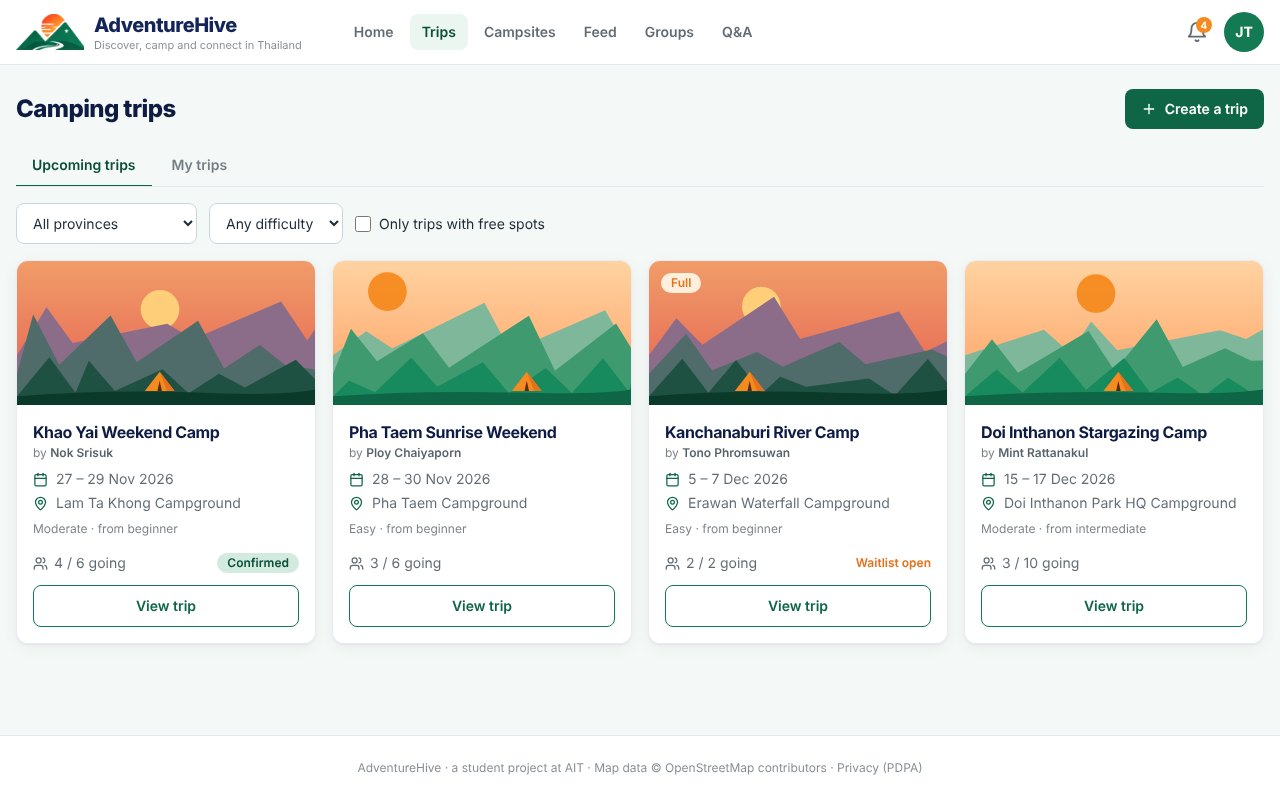 AdventureHive
Discover, camp and connect in Thailand
Home Trips Campsites Feed Groups Q&A
4
JT
Camping trips
+ Create a trip
Upcoming trips My trips
All provinces Any difficulty Only trips with free spots
Khao Yai Weekend Camp
by Nok Srisuk
27 – 29 Nov 2026
Lam Ta Khong Campground
Moderate · from beginner
4 / 6 going Confirmed
View trip
Pha Taem Sunrise Weekend
by Ploy Chaiyaporn
28 – 30 Nov 2026
Pha Taem Campground
Easy · from beginner
3 / 6 going
View trip
Full
Kanchanaburi River Camp
by Tono Phromsuwan
5 – 7 Dec 2026
Erawan Waterfall Campground
Easy · from beginner
2 / 2 going Waitlist open
View trip
Doi Inthanon Stargazing Camp
by Mint Rattanakul
15 – 17 Dec 2026
Doi Inthanon Park HQ Campground
Moderate · from intermediate
3 / 10 going
View trip
AdventureHive · a student project at AIT · Map data © OpenStreetMap contributors · Privacy (PDPA)